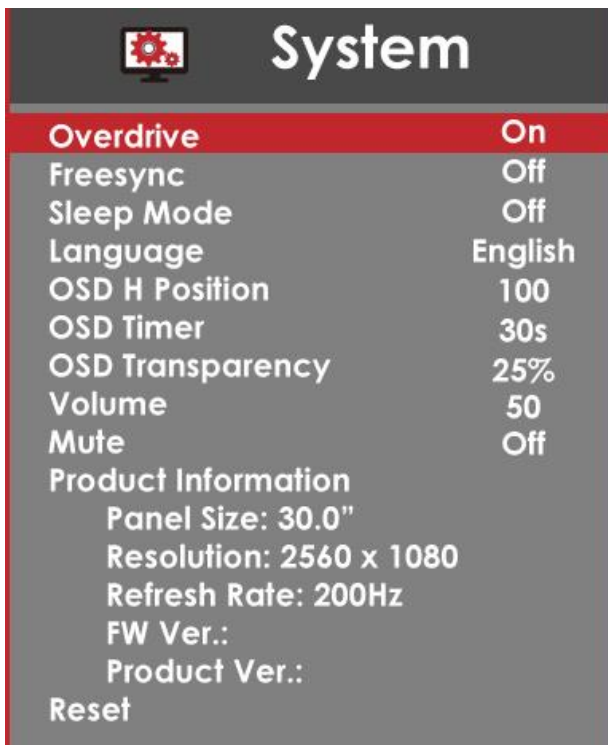 System
Overdrive On
Freesync Off
Sleep Mode Off
Language English
OSD H Position 100
OSD Timer 30s
OSD Transparency 25%
Volume 50
Mute Off
Product Information
Panel Size: 30.0”
Resolution: 2560 x 1080
Refresh Rate: 200Hz
FW Ver.:
Product Ver.:
Reset